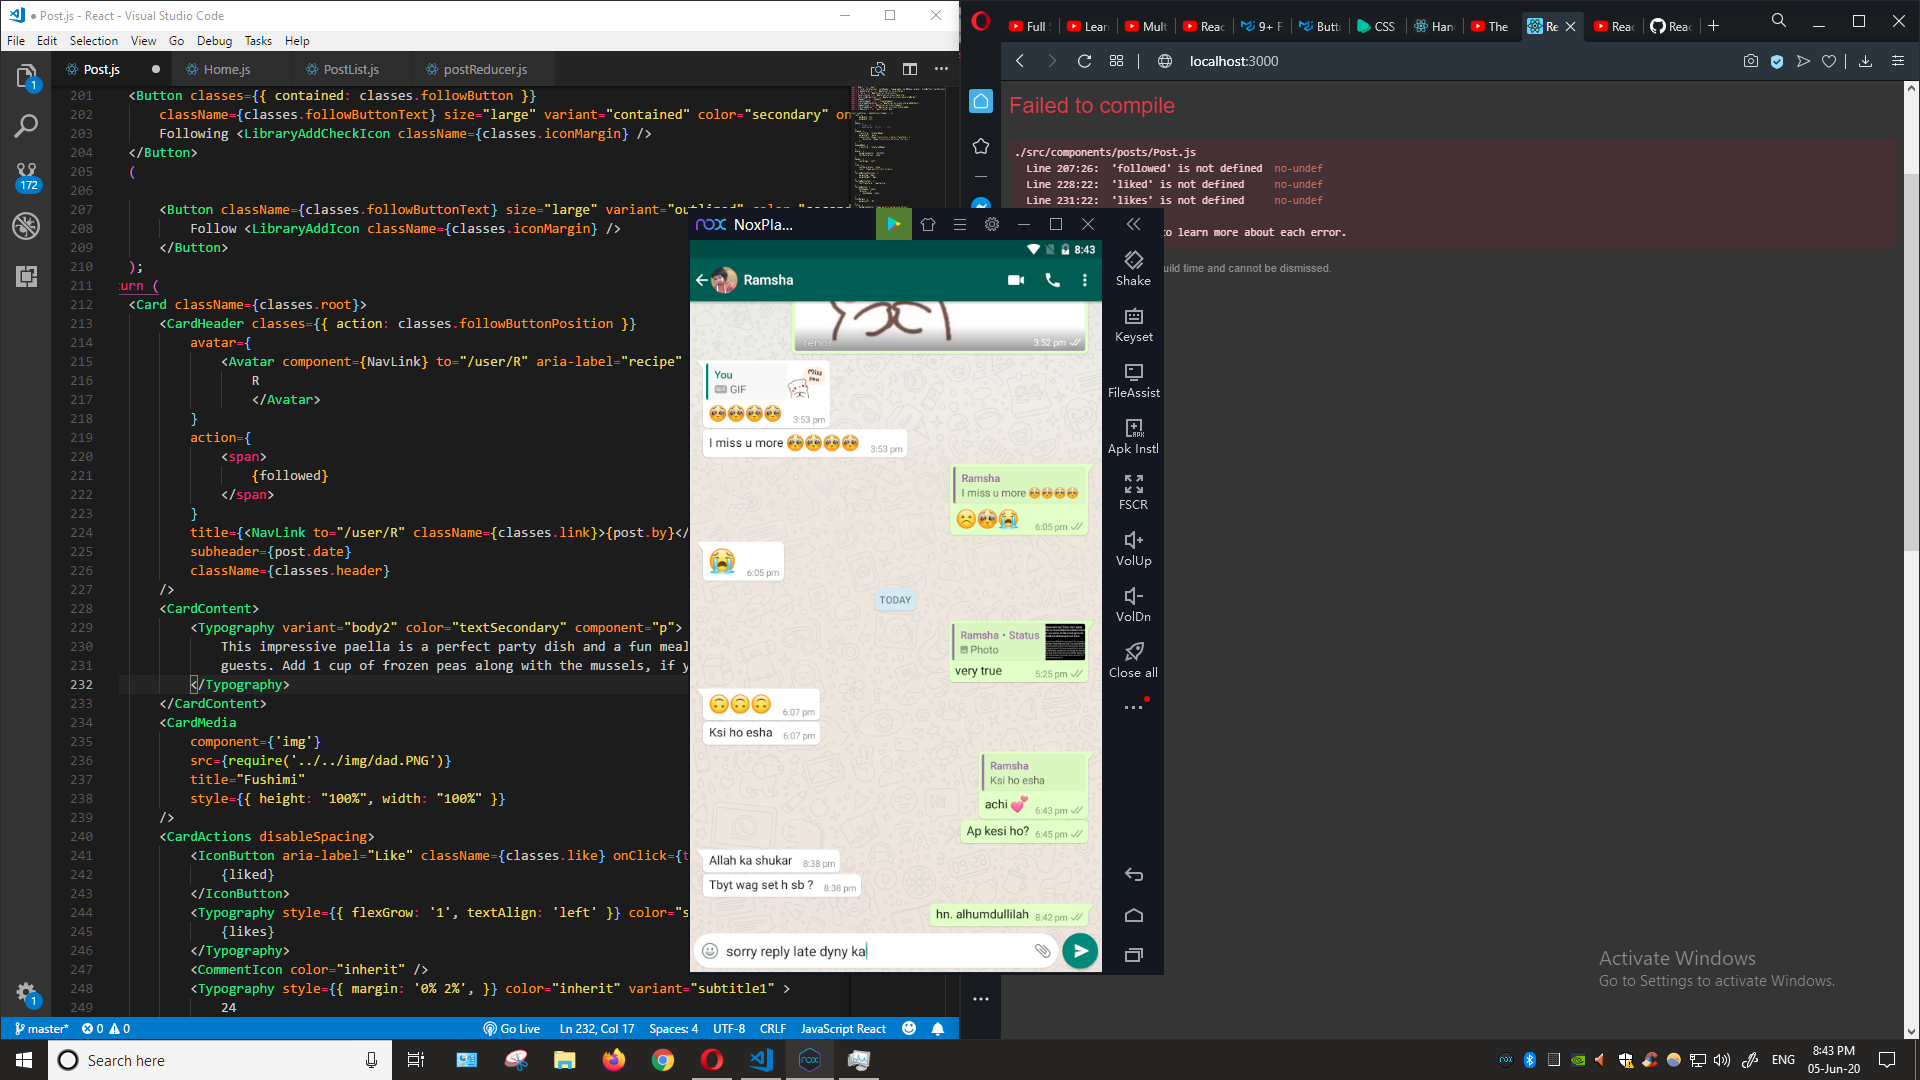 Post.js - React - Visual Studio Code
File Edit Selection View Go Debug Tasks Help
Post.js
Home.js
PostList.js
postReducer.js
201 <Button classes={{ contained: classes.followButton }}
202 className={classes.followButtonText} size="large" variant="contained" color="secondary" on
203 Following <LibraryAddCheckIcon className={classes.iconMargin} />
204 </Button>
205 (
206
207 <Button className={classes.followButtonText} size="large" variant="outlined" color="secondary
208 Follow <LibraryAddIcon className={classes.iconMargin} />
209 </Button>
210 );
211 urn (
212 <Card className={classes.root}>
213 <CardHeader classes={{ action: classes.followButtonPosition }}
214 avatar={
215 <Avatar component={NavLink} to="/user/R" aria-label="recipe"
216 R
217 </Avatar>
218 }
219 action={
220 <span>
221 {followed}
222 </span>
223 }
224 title={<NavLink to="/user/R" className={classes.link}>{post.by}</
225 subheader={post.date}
226 className={classes.header}
227 />
228 <CardContent>
229 <Typography variant="body2" color="textSecondary" component="p">
230 This impressive paella is a perfect party dish and a fun meal
231 guests. Add 1 cup of frozen peas along with the mussels, if y
232 </Typography>
233 </CardContent>
234 <CardMedia
235 component={'img'}
236 src={require('../../img/dad.PNG')}
237 title="Fushimi"
238 style={{ height: "100%", width: "100%" }}
239 />
240 <CardActions disableSpacing>
241 <IconButton aria-label="Like" className={classes.like} onClick={t
242 {liked}
243 </IconButton>
244 <Typography style={{ flexGrow: '1', textAlign: 'left' }} color="s
245 {likes}
246 </Typography>
247 <CommentIcon color="inherit" />
248 <Typography style={{ margin: '0% 2%', }} color="inherit" variant="subtitle1" >
249 24
1
172
1
master* 0 0 Go Live Ln 232, Col 17 Spaces: 4 UTF-8 CRLF JavaScript React
Full Learn Mult Reac 9+ F Butt CSS Han The Re Reac Reac
localhost:3000
Failed to compile
./src/components/posts/Post.js
Line 207:26: 'followed' is not defined no-undef
Line 228:22: 'liked' is not defined no-undef
Line 231:22: 'likes' is not defined no-undef
to learn more about each error.
uild time and cannot be dismissed.
nox NoxPla...
8:43
Ramsha
tenor
3:52 pm
You
GIF
Miss you
3:53 pm
I miss u more 🥺🥺🥺🥺 3:53 pm
Ramsha
I miss u more 🥺🥺🥺🥺
☹️🥺😭 6:05 pm
😭 6:05 pm
TODAY
Ramsha · Status
Photo
very true 5:25 pm
🙃🙃🙃 6:07 pm
Ksi ho esha 6:07 pm
Ramsha
Ksi ho esha
achi 💕 6:43 pm
Ap kesi ho? 6:45 pm
Allah ka shukar 8:38 pm
Tbyt wag set h sb ? 8:38 pm
hn. alhumdullilah 8:42 pm
sorry reply late dyny ka
Shake
Keyset
FileAssist
Apk Instl
FSCR
VolUp
VolDn
Close all
Activate Windows
Go to Settings to activate Windows.
Search here
ENG
8:43 PM
05-Jun-20